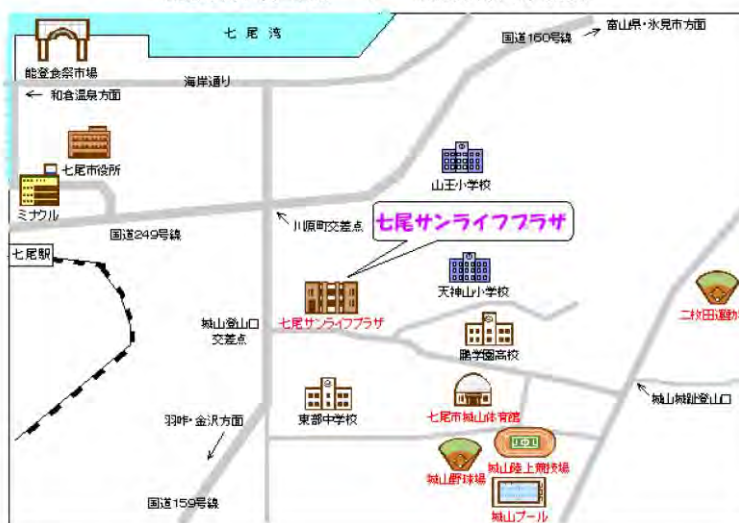 七尾湾
富山県・氷見市方面
国道160号線
能登食祭市場
海岸通り
和倉温泉方面
七尾市役所
山王小学校
ミナクル
川原町交差点
七尾サンライフプラザ
国道249号線
七尾駅
天神山小学校
二枚田運動
城山登山口
交差点
七尾サンライフプラザ
鵬学園高校
城山城趾登山口
羽咋・金沢方面
東部中学校
七尾市城山体育館
城山野球場
城山陸上競技場
城山プール
国道159号線